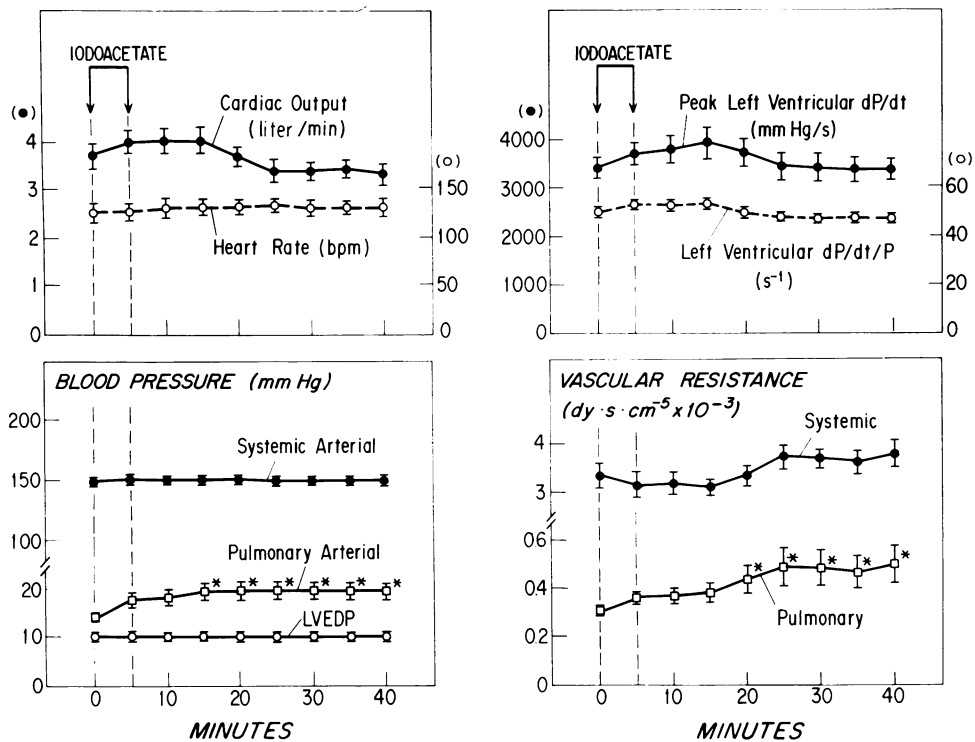 IODOACETATE
(●)
Cardiac Output
(liter/min)
4
3
2
1
0
Heart Rate (bpm)
(o)
150
100
50
0
IODOACETATE
(●)
Peak Left Ventricular dP/dt
(mm Hg/s)
4000
3000
2000
1000
0
Left Ventricular dP/dt/P
(s⁻¹)
(o)
60
40
20
0
BLOOD PRESSURE (mm Hg)
Systemic Arterial
150
100
Pulmonary Arterial
* * * * * *
20
LVEDP
10
0
0 10 20 30 40
MINUTES
VASCULAR RESISTANCE
(dy·s·cm⁻⁵x10⁻³)
Systemic
4
3
0.6
* * * * *
0.4
Pulmonary
0.2
0
0 10 20 30 40
MINUTES